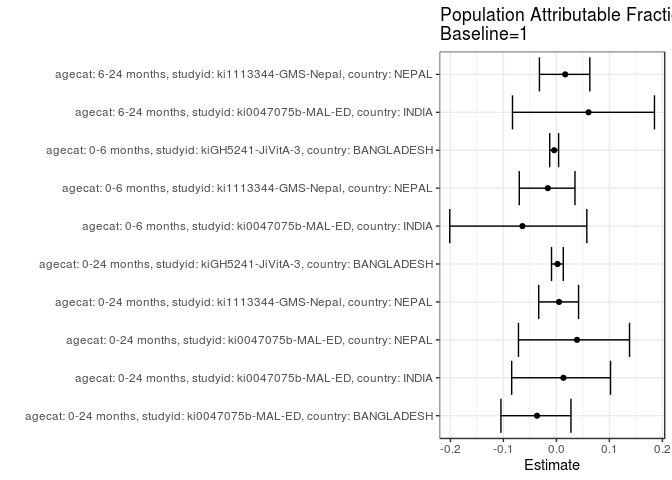 Population Attributable Fracti
Baseline=1
agecat: 6-24 months, studyid: ki1113344-GMS-Nepal, country: NEPAL
agecat: 6-24 months, studyid: ki0047075b-MAL-ED, country: INDIA
agecat: 0-6 months, studyid: kiGH5241-JiVitA-3, country: BANGLADESH
agecat: 0-6 months, studyid: ki1113344-GMS-Nepal, country: NEPAL
agecat: 0-6 months, studyid: ki0047075b-MAL-ED, country: INDIA
agecat: 0-24 months, studyid: kiGH5241-JiVitA-3, country: BANGLADESH
agecat: 0-24 months, studyid: ki1113344-GMS-Nepal, country: NEPAL
agecat: 0-24 months, studyid: ki0047075b-MAL-ED, country: NEPAL
agecat: 0-24 months, studyid: ki0047075b-MAL-ED, country: INDIA
agecat: 0-24 months, studyid: ki0047075b-MAL-ED, country: BANGLADESH
-0.2 -0.1 0.0 0.1 0.2
Estimate